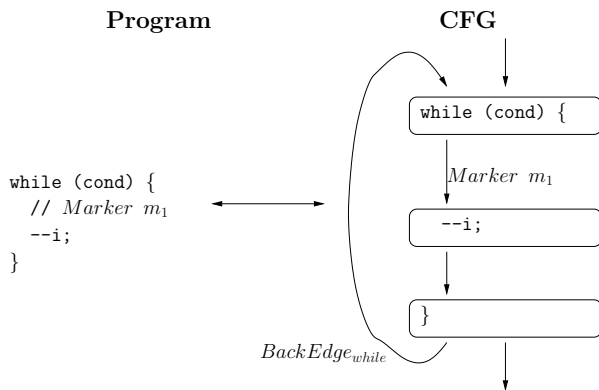 Program
CFG
while (cond) {
// Marker m₁
--i;
}
while (cond) {
Marker m₁
--i;
}
BackEdge_while